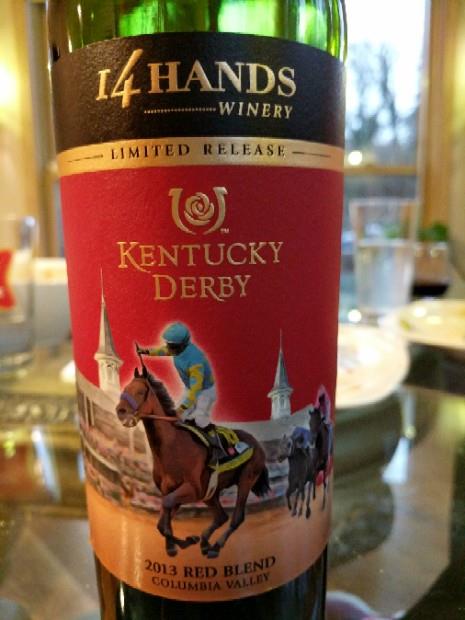 14 HANDS
WINERY
LIMITED RELEASE
KENTUCKY
DERBY
2013 RED BLEND
COLUMBIA VALLEY